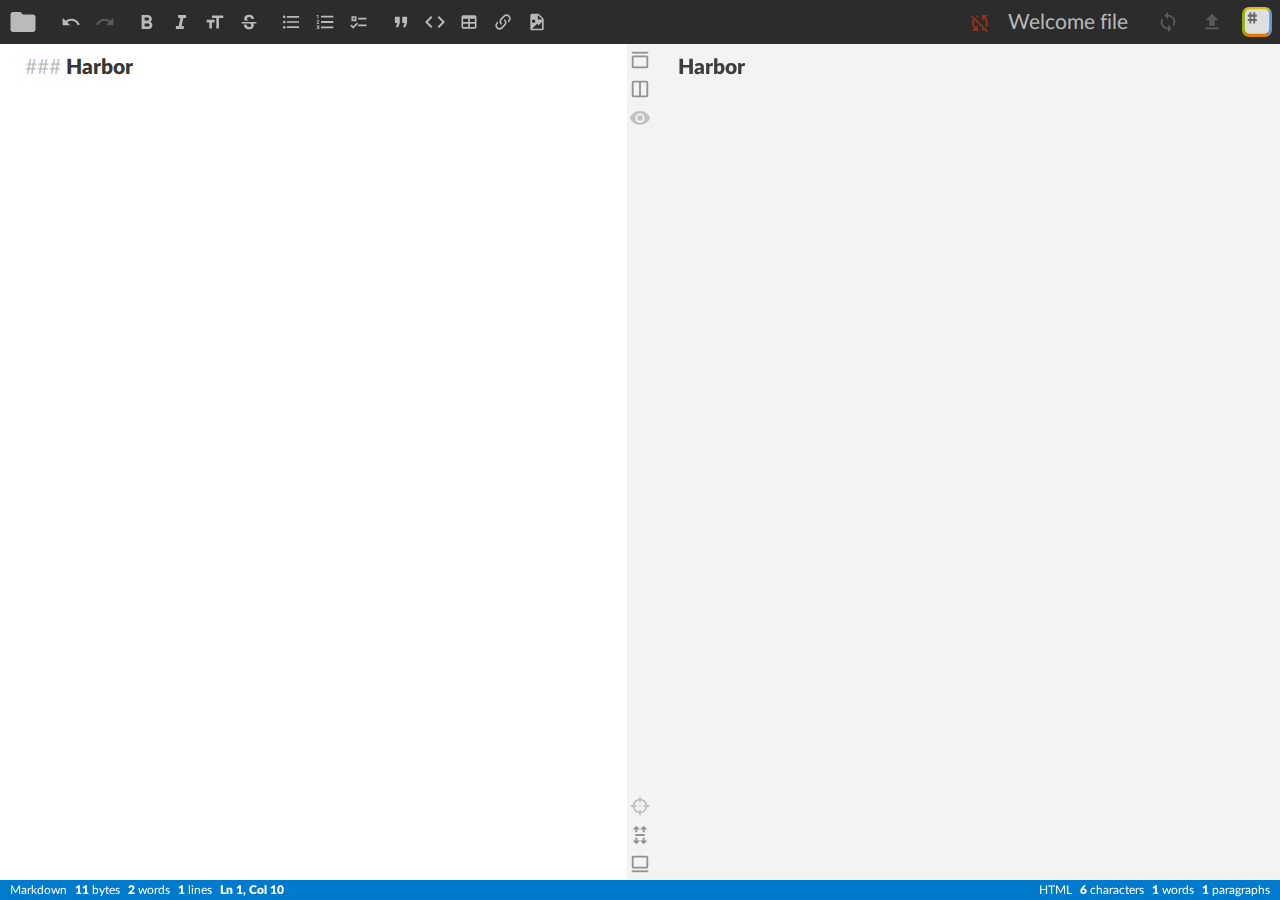 Welcome file
### Harbor
Harbor
Markdown 11 bytes 2 words 1 lines Ln 1, Col 10
HTML 6 characters 1 words 1 paragraphs